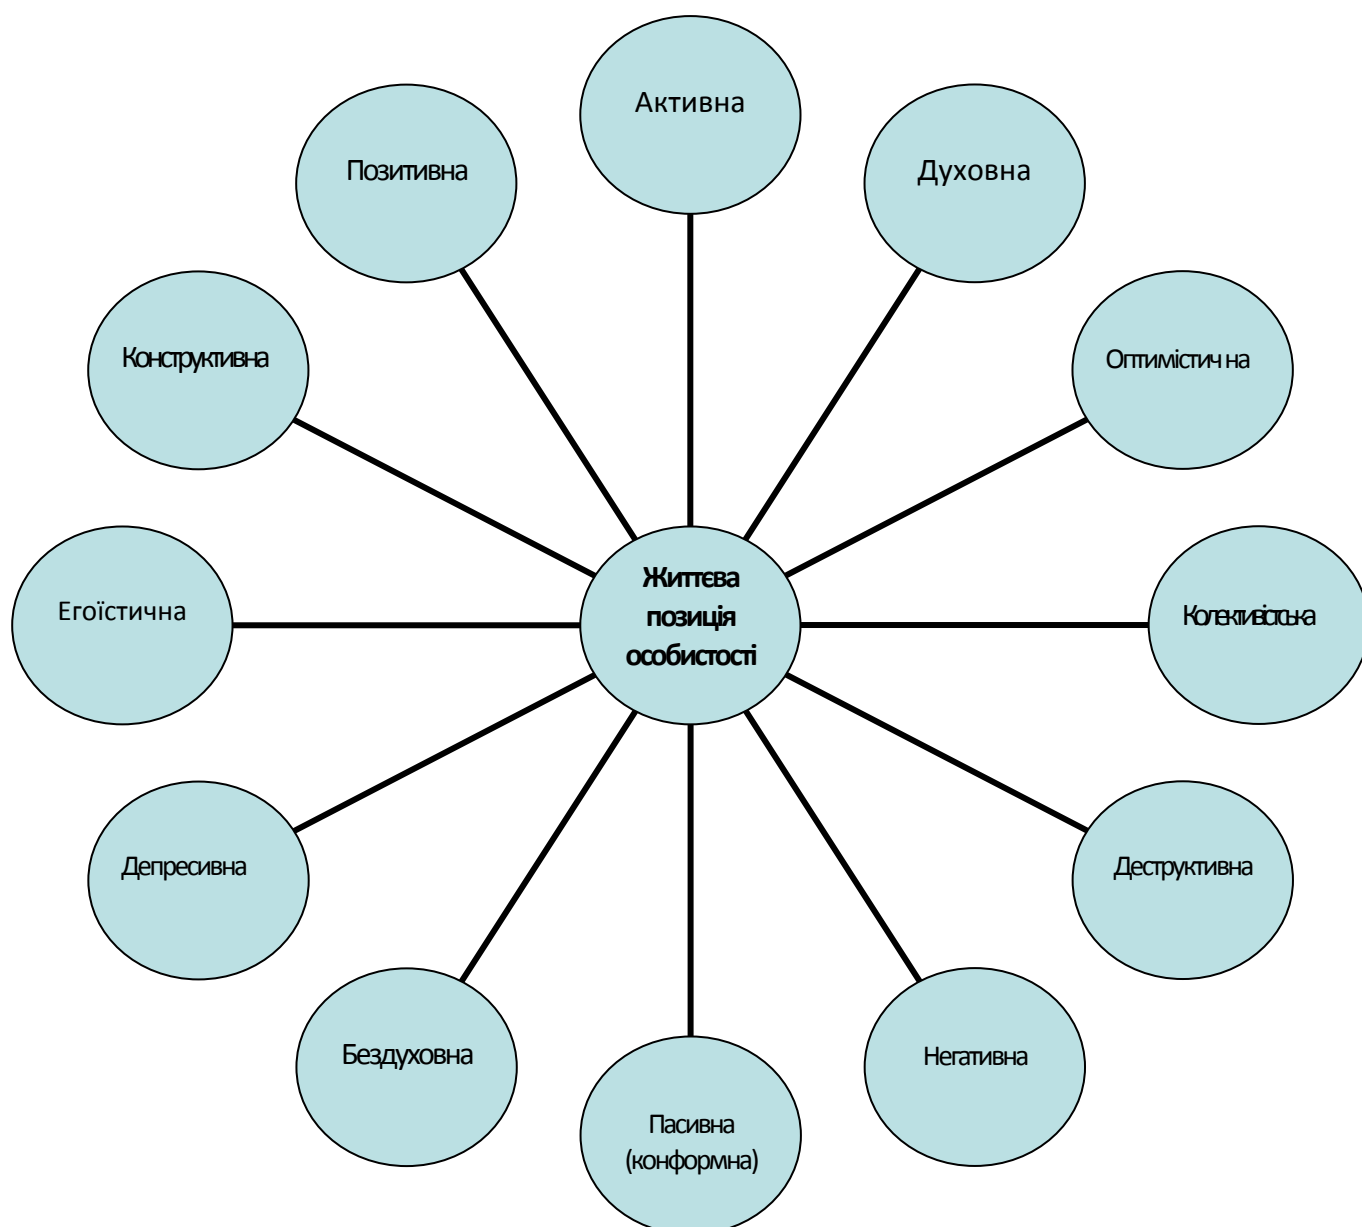 Активна
Позитивна
Духовна
Конструктивна
Оптимістич на
Життєва
позиція
особистості
Егоїстична
Колективістська
Депресивна
Деструктивна
Бездуховна
Негативна
Пасивна
(конформна)